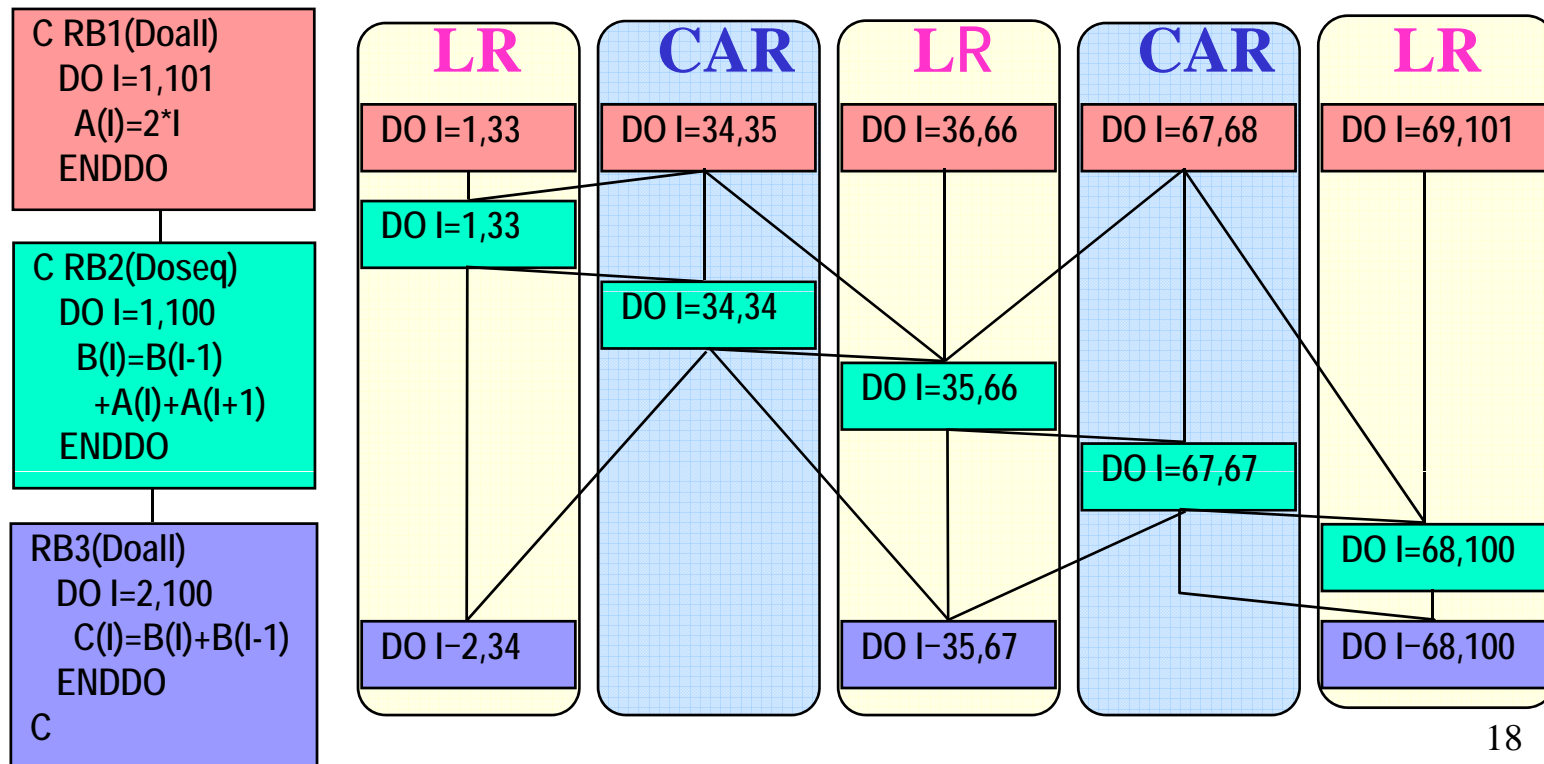 C RB1(Doall)
DO I=1,101
A(I)=2*I
ENDDO
C RB2(Doseq)
DO I=1,100
B(I)=B(I-1)
+A(I)+A(I+1)
ENDDO
RB3(Doall)
DO I=2,100
C(I)=B(I)+B(I-1)
ENDDO
C
LR
DO I=1,33
DO I=1,33
DO I−2,34
CAR
DO I=34,35
DO I=34,34
LR
DO I=36,66
DO I=35,66
DO I−35,67
CAR
DO I=67,68
DO I=67,67
LR
DO I=69,101
DO I=68,100
DO I−68,100
18